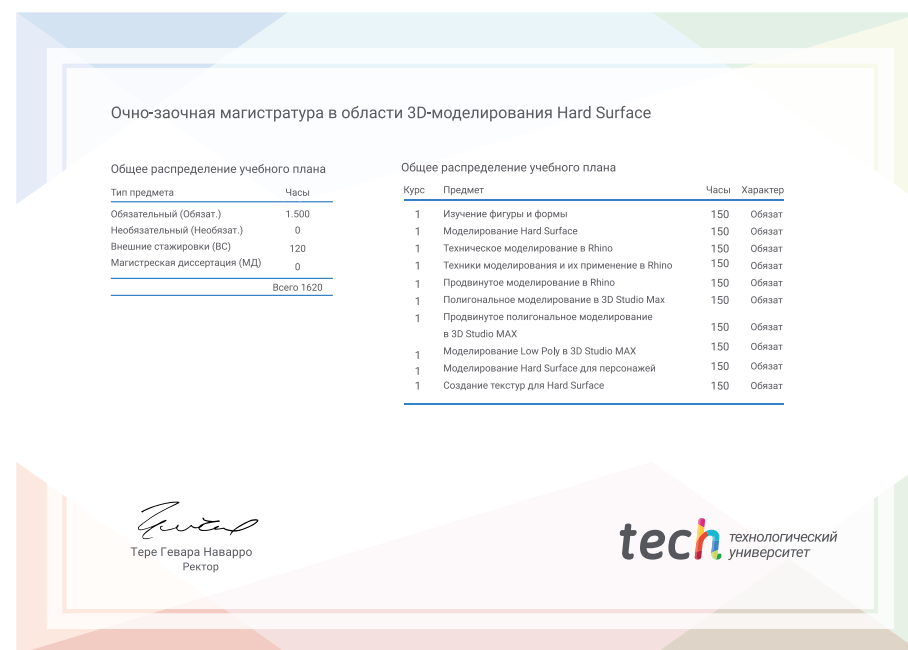 Очно-заочная магистратура в области 3D-моделирования Hard Surface
Общее распределение учебного плана
Тип предмета Часы
Обязательный (Обязат.) 1.500
Необязательный (Необязат.) 0
Внешние стажировки (ВС) 120
Магистреская диссертация (МД) 0
Всего 1620
Общее распределение учебного плана
Курс Предмет Часы Характер
1 Изучение фигуры и формы 150 Обязат
1 Моделирование Hard Surface 150 Обязат
1 Техническое моделирование в Rhino 150 Обязат
1 Техники моделирования и их применение в Rhino 150 Обязат
1 Продвинутое моделирование в Rhino 150 Обязат
1 Полигональное моделирование в 3D Studio Max 150 Обязат
1 Продвинутое полигональное моделирование
в 3D Studio MAX 150 Обязат
1 Моделирование Low Poly в 3D Studio MAX 150 Обязат
1 Моделирование Hard Surface для персонажей 150 Обязат
1 Создание текстур для Hard Surface 150 Обязат
Тере Гевара Наварро
Ректор
tech технологический
университет